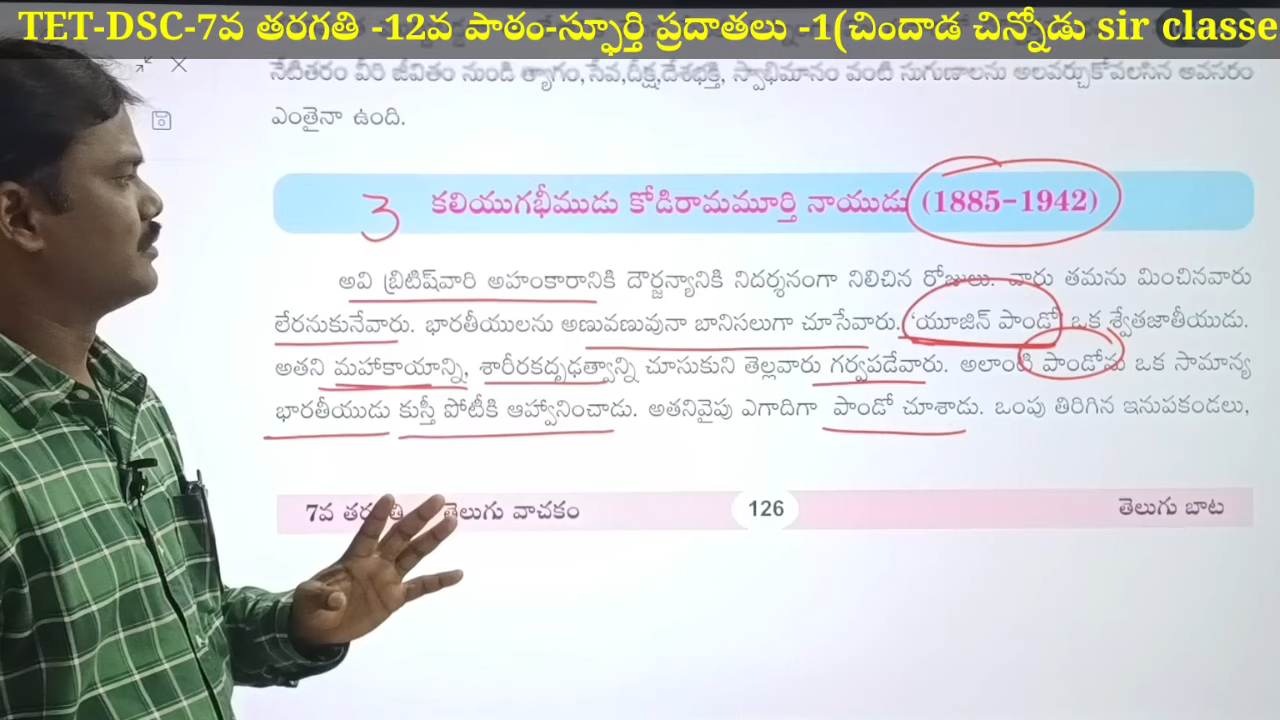 TET-DSC-7వ తరగతి -12వ పాఠం-స్ఫూర్తి ప్రదాతలు -1(చిందాడ చిన్నోడు sir classe
నేటితరం వీరి జీవితం నుండి త్యాగం,సేవ,దీక్ష,దేశభక్తి, స్వాభిమానం వంటి సుగుణాలను అలవర్చుకోవలసిన అవసరం
ఎంతైనా ఉంది.
3 కలియుగభీముడు కోడిరామమూర్తి నాయుడు (1885-1942)
అవి బ్రిటిష్‌వారి అహంకారానికి దౌర్జన్యానికి నిదర్శనంగా నిలిచిన రోజులు. వారు తమను మించినవారు
లేరనుకునేవారు. భారతీయులను అణువణువునా బానిసలుగా చూసేవారు. 'యూజిన్ పాండో' ఒక శ్వేతజాతీయుడు.
అతని మహాకాయాన్ని, శారీరకదృఢత్వాన్ని చూసుకుని తెల్లవారు గర్వపడేవారు. అలాంటి పాండోను ఒక సామాన్య
భారతీయుడు కుస్తీ పోటీకి ఆహ్వానించాడు. అతనివైపు ఎగాదిగా పాండో చూశాడు. ఒంపు తిరిగిన ఇనుపకండలు,
7వ తరగతి తెలుగు వాచకం 126 తెలుగు బాట